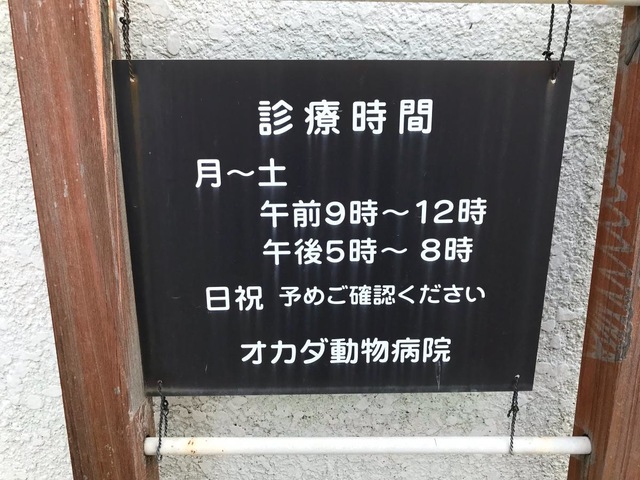 診療時間
月～土
午前9時～12時
午後5時～ 8時
日祝 予めご確認ください
オカダ動物病院